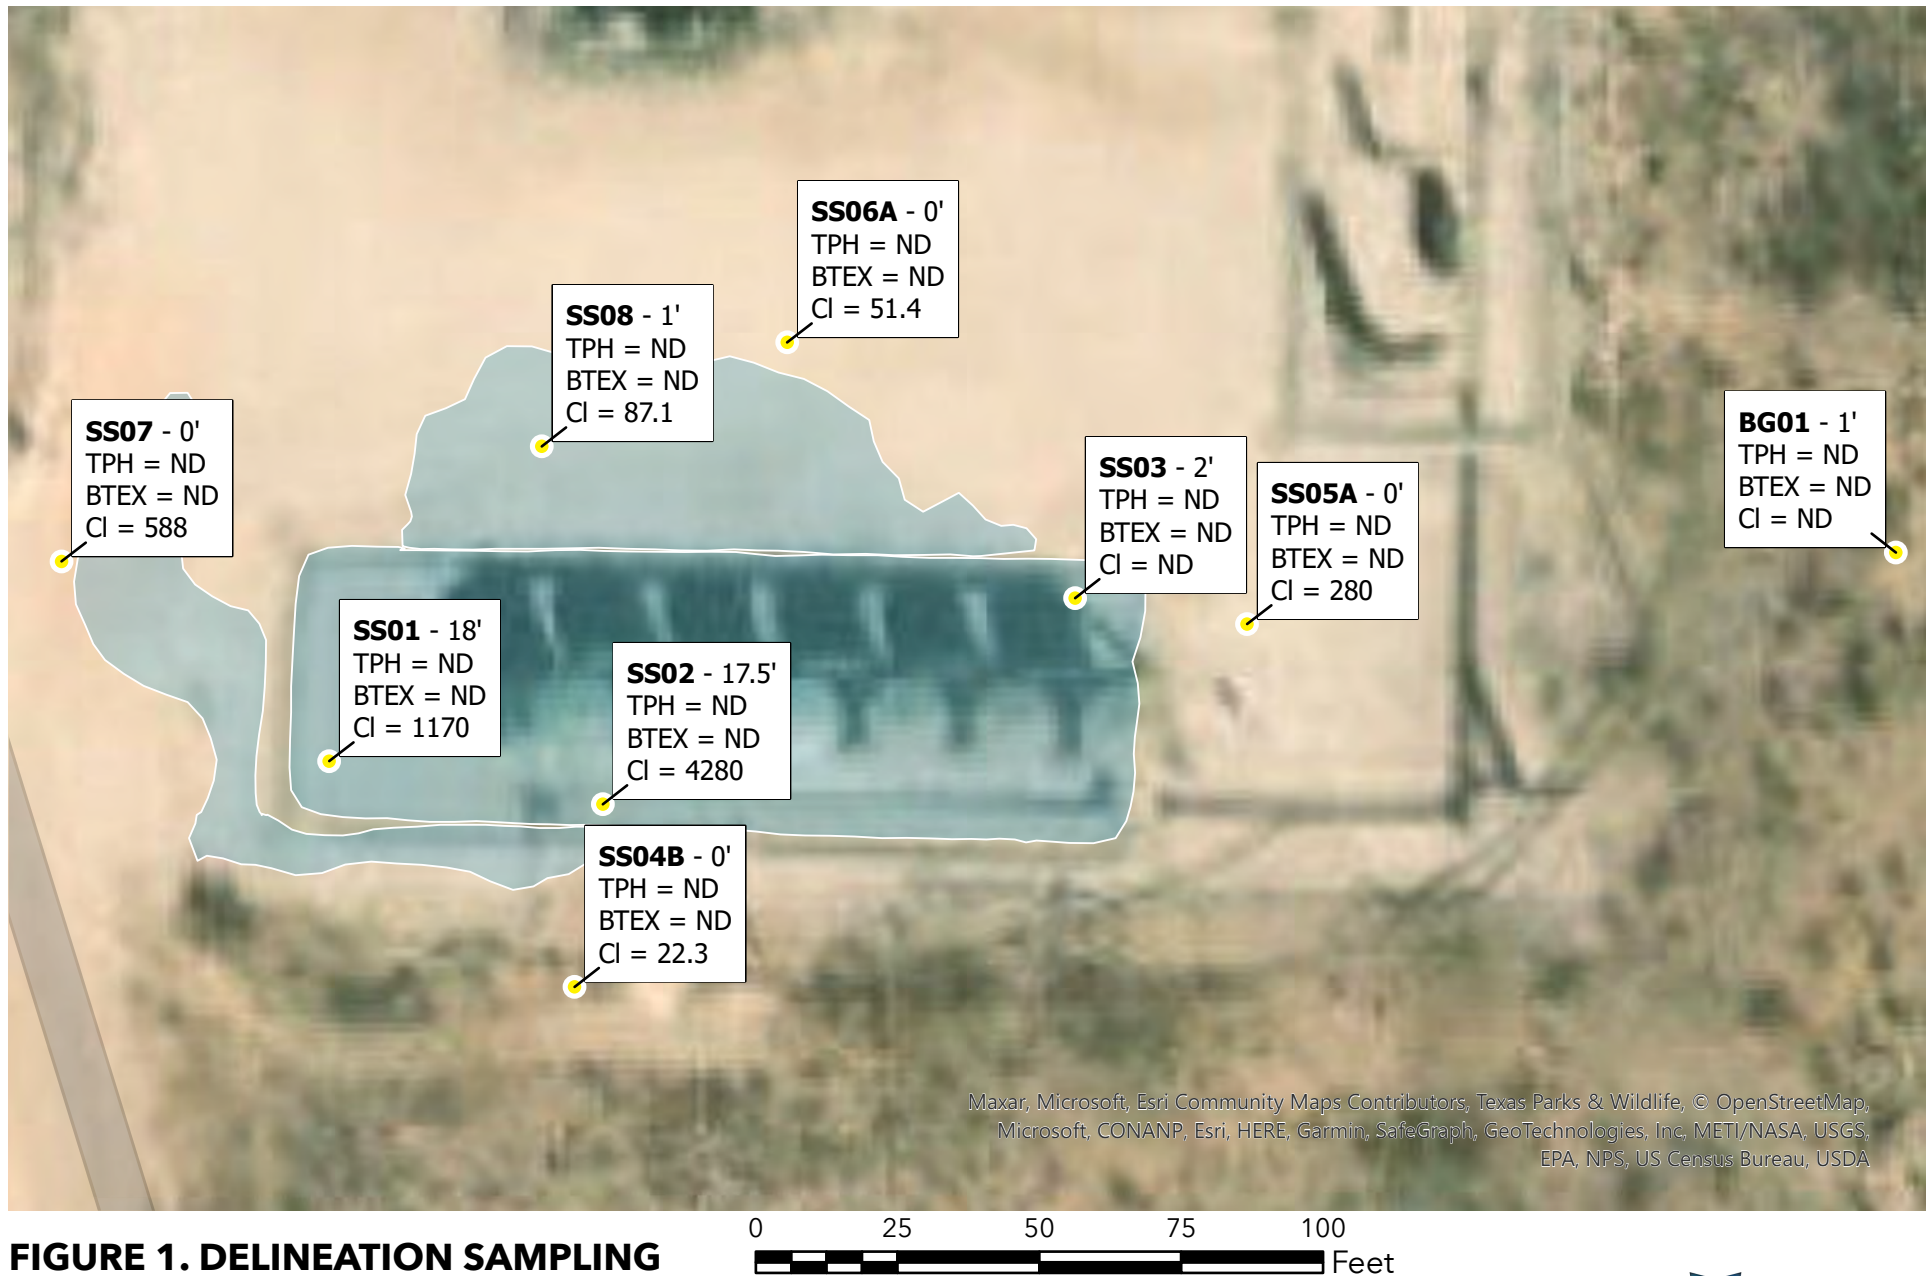 SS06A - 0'
TPH = ND
BTEX = ND
Cl = 51.4
SS08 - 1'
TPH = ND
BTEX = ND
Cl = 87.1
SS07 - 0'
TPH = ND
BTEX = ND
Cl = 588
SS03 - 2'
TPH = ND
BTEX = ND
Cl = ND
SS05A - 0'
TPH = ND
BTEX = ND
Cl = 280
BG01 - 1'
TPH = ND
BTEX = ND
Cl = ND
SS01 - 18'
TPH = ND
BTEX = ND
Cl = 1170
SS02 - 17.5'
TPH = ND
BTEX = ND
Cl = 4280
SS04B - 0'
TPH = ND
BTEX = ND
Cl = 22.3
Maxar, Microsoft, Esri Community Maps Contributors, Texas Parks & Wildlife, © OpenStreetMap,
Microsoft, CONANP, Esri, HERE, Garmin, SafeGraph, GeoTechnologies, Inc, METI/NASA, USGS,
EPA, NPS, US Census Bureau, USDA
FIGURE 1. DELINEATION SAMPLING
0 25 50 75 100
Feet